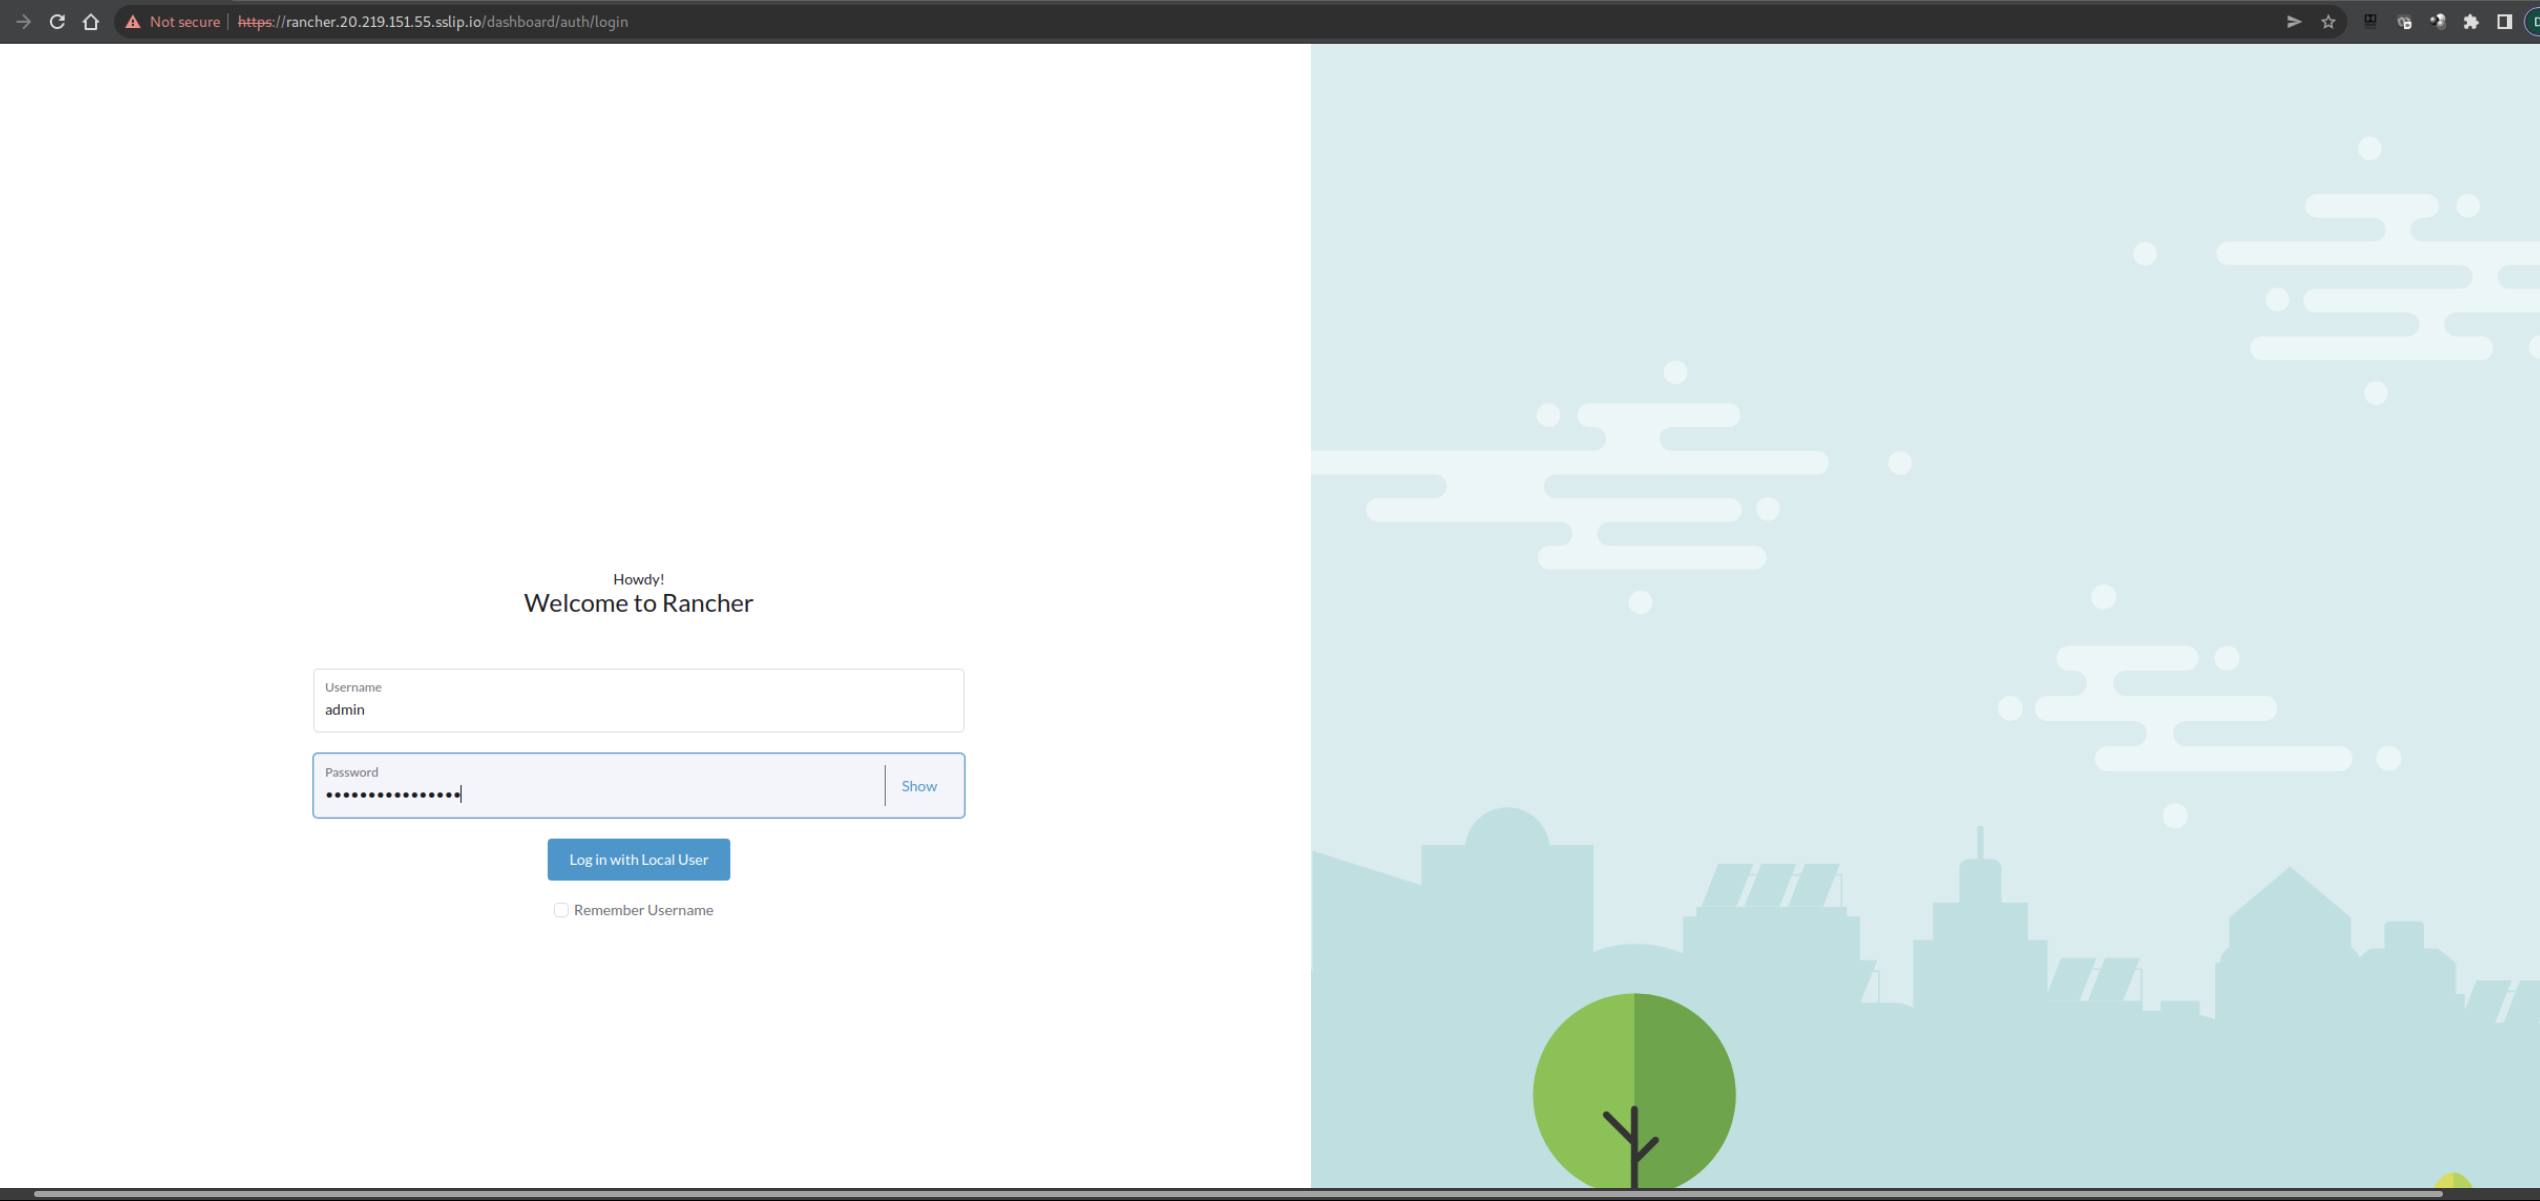 Not secure | https://rancher.20.219.151.55.sslip.io/dashboard/auth/login
Howdy!
Welcome to Rancher
Username
admin
Password
••••••••••••••••
Show
Log in with Local User
Remember Username